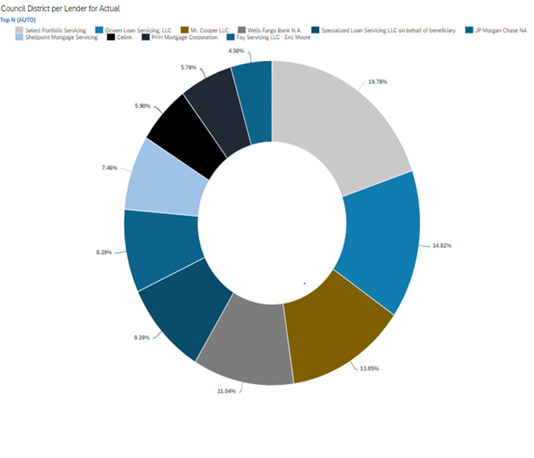 Council District per Lender for Actual
Top N (AUTO)
Select Portfolio Servicing Ocwen Loan Servicing, LLC Mr. Cooper LLC Wells Fargo Bank N.A. Specialized Loan Servicing LLC on behalf of beneficiary JP Morgan Chase NA
Shellpoint Mortgage Servicing Celink PHH Mortgage Corporation Fay Servicing LLC - Eric Moore
4.50%
5.78%
19.78%
5.90%
7.46%
14.82%
8.29%
9.39%
13.05%
11.04%